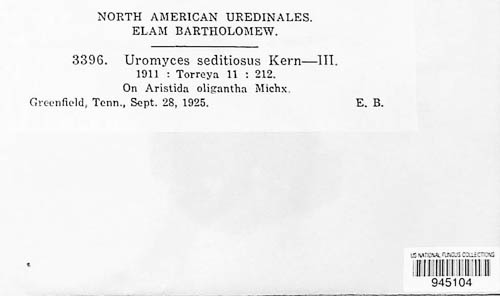 NORTH AMERICAN UREDINALES.
ELAM BARTHOLOMEW.
3396. Uromyces seditiosus Kern—III.
1911 : Torreya 11 : 212.
On Aristida oligantha Michx.
Greenfield, Tenn., Sept. 28, 1925. E. B.
US NATIONAL FUNGUS COLLECTIONS
945104